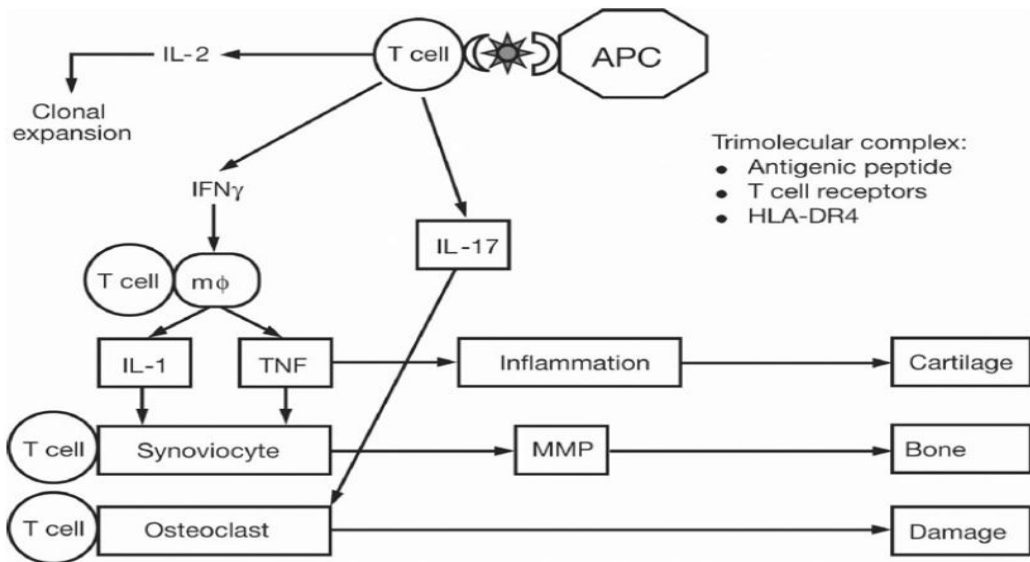 IL-2
T cell
APC
Clonal
expansion
Trimolecular complex:
● Antigenic peptide
● T cell receptors
● HLA-DR4
IFNγ
IL-17
T cell
mϕ
IL-1
TNF
Inflammation
Cartilage
T cell
Synoviocyte
MMP
Bone
T cell
Osteoclast
Damage